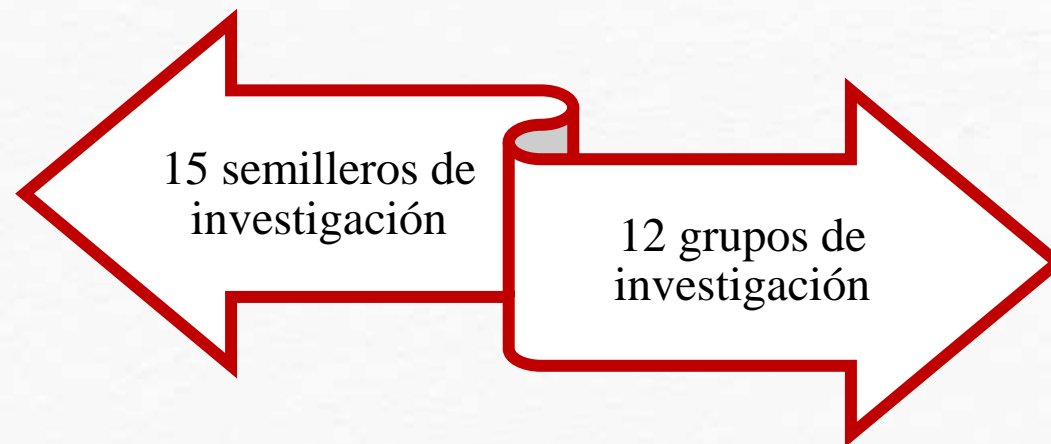 15 semilleros de
investigación
12 grupos de
investigación